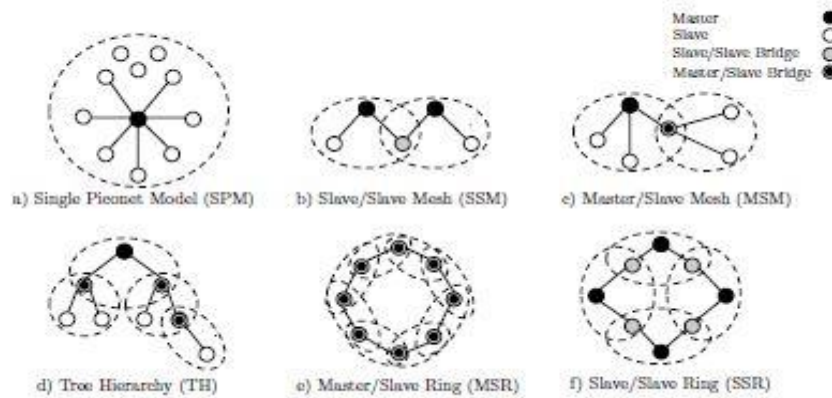 Master
Slave
Slave/Slave Bridge
Master/Slave Bridge
a) Single Piconet Model (SPM)
b) Slave/Slave Mesh (SSM)
c) Master/Slave Mesh (MSM)
d) Tree Hierarchy (TH)
e) Master/Slave Ring (MSR)
f) Slave/Slave Ring (SSR)